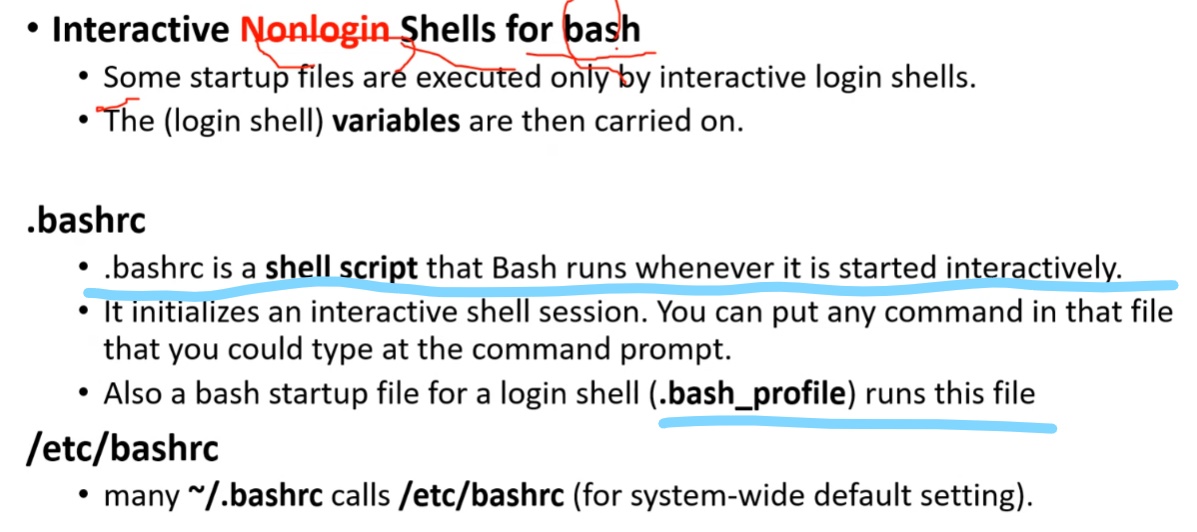 • Interactive Nonlogin Shells for bash
• Some startup files are executed only by interactive login shells.
• The (login shell) variables are then carried on.
.bashrc
• .bashrc is a shell script that Bash runs whenever it is started interactively.
• It initializes an interactive shell session. You can put any command in that file
that you could type at the command prompt.
• Also a bash startup file for a login shell (.bash_profile) runs this file
/etc/bashrc
• many ~/.bashrc calls /etc/bashrc (for system-wide default setting).